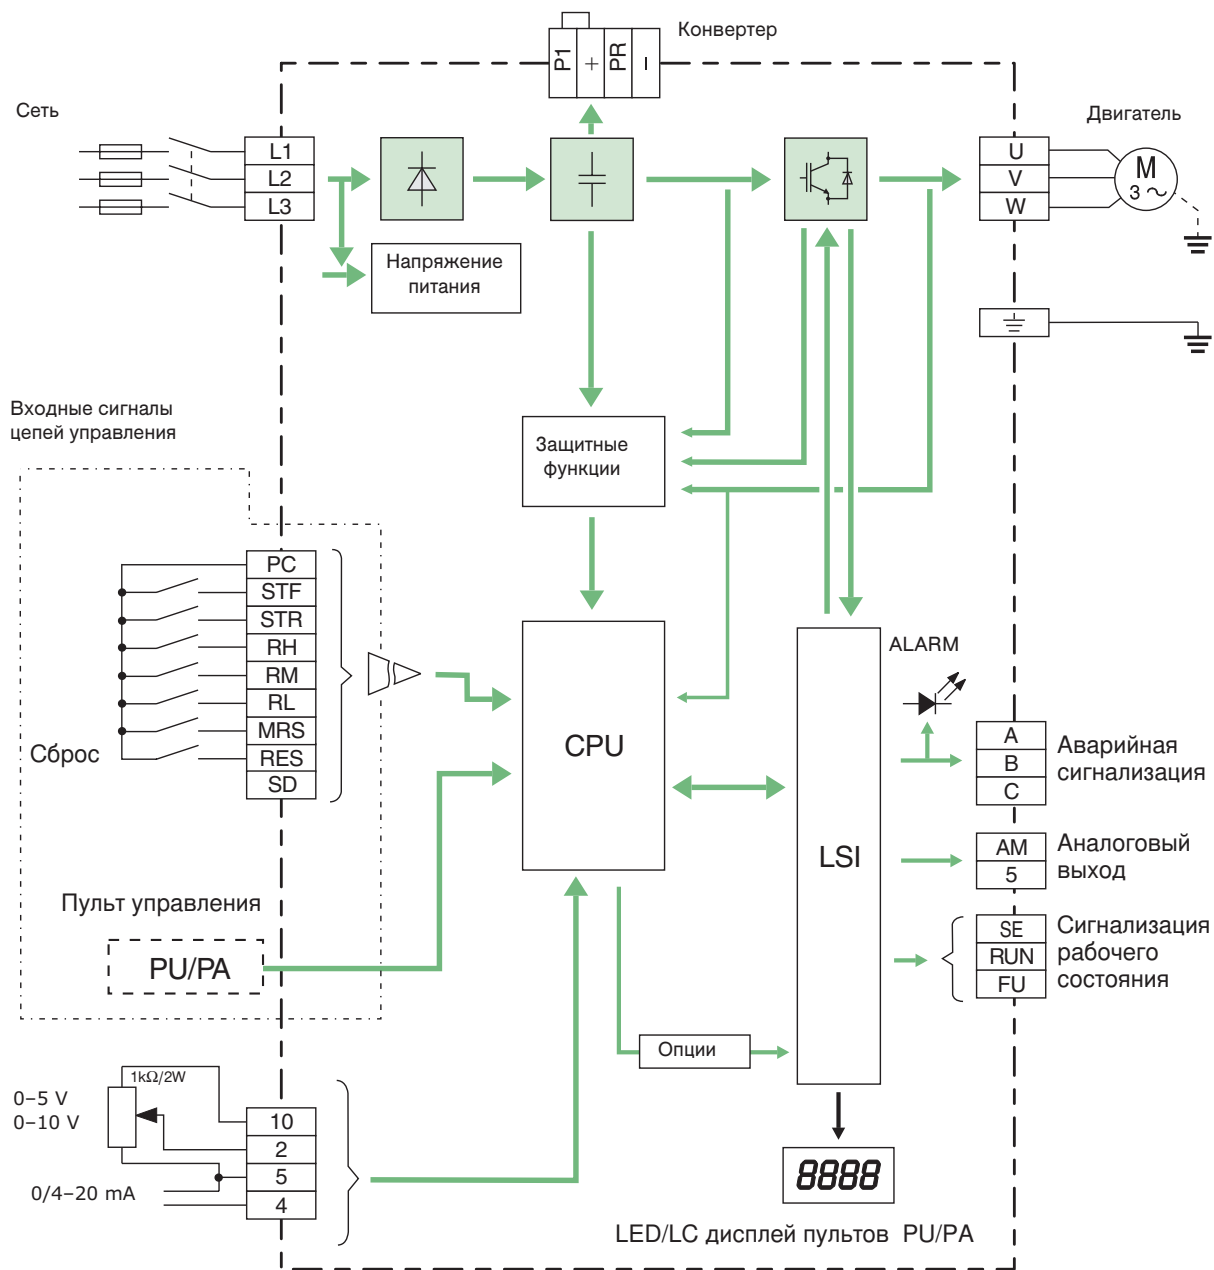 Конвертер
P1
+
PR
–
Сеть
Двигатель
L1
L2
L3
U
V
W
M
3 ~
Напряжение
питания
Входные сигналы
цепей управления
Защитные
функции
PC
STF
STR
RH
RM
RL
MRS
RES
SD
Сброс
CPU
LSI
ALARM
A
B
C
Аварийная
сигнализация
AM
5
Аналоговый
выход
SE
RUN
FU
Сигнализация
рабочего
состояния
Пульт управления
PU/PA
Опции
1kΩ/2W
0–5 V
0–10 V
10
2
5
4
0/4–20 mA
8888
LED/LC дисплей пультов PU/PA